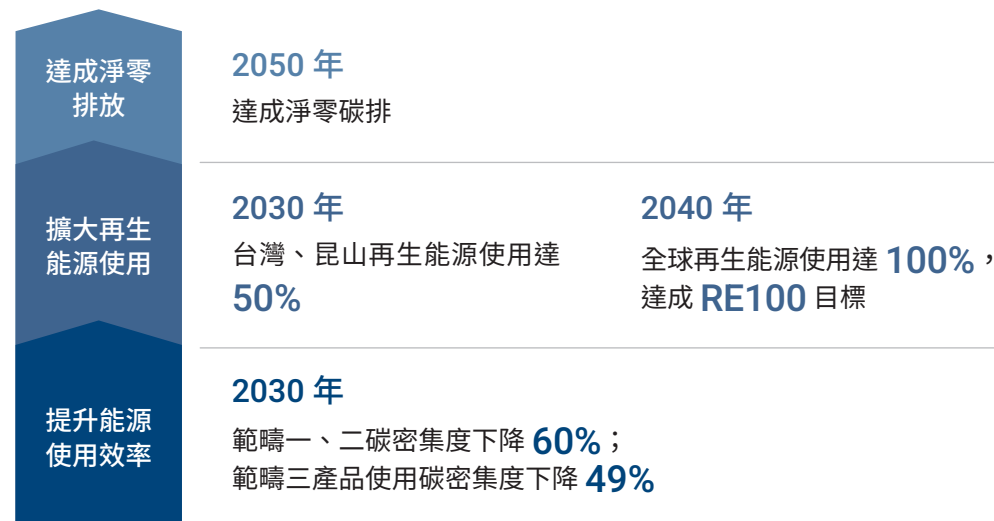 達成淨零
排放
2050 年
達成淨零碳排
擴大再生
能源使用
2030 年
台灣、昆山再生能源使用達
50%
2040 年
全球再生能源使用達 100%，
達成 RE100 目標
提升能源
使用效率
2030 年
範疇一、二碳密集度下降 60%；
範疇三產品使用碳密集度下降 49%